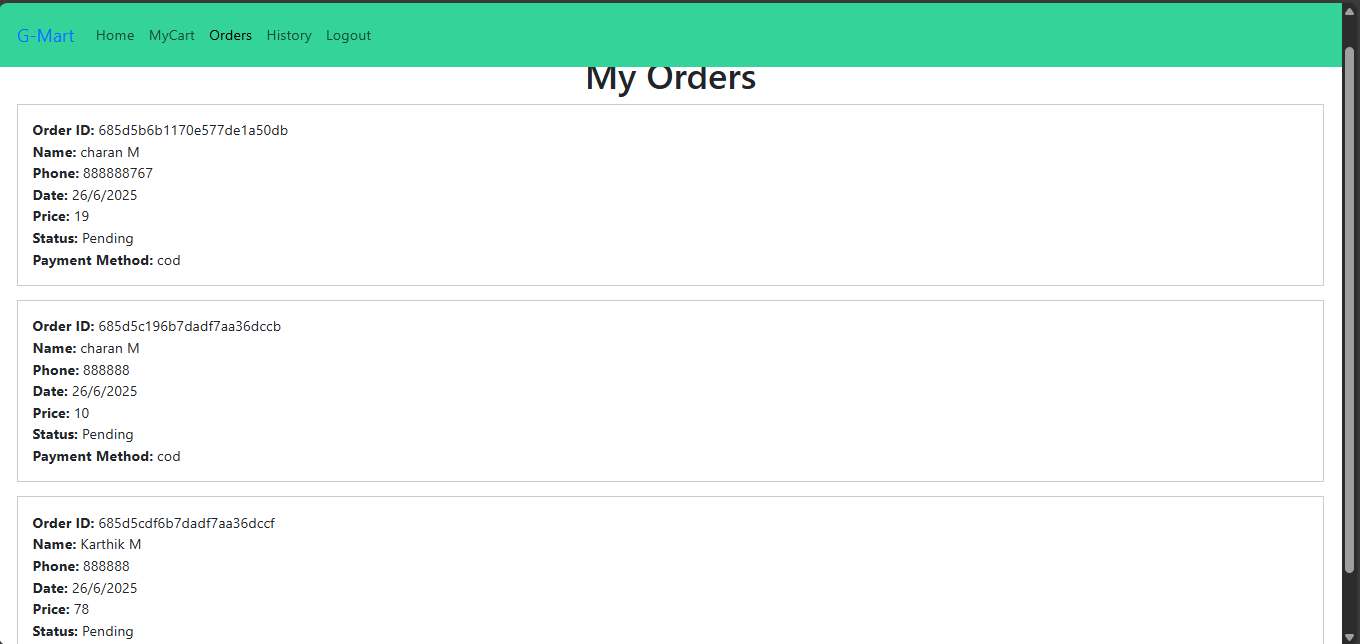 G-Mart Home MyCart Orders History Logout
My Orders
Order ID: 685d5b6b1170e577de1a50db
Name: charan M
Phone: 888888767
Date: 26/6/2025
Price: 19
Status: Pending
Payment Method: cod
Order ID: 685d5c196b7dadf7aa36dccb
Name: charan M
Phone: 888888
Date: 26/6/2025
Price: 10
Status: Pending
Payment Method: cod
Order ID: 685d5cdf6b7dadf7aa36dccf
Name: Karthik M
Phone: 888888
Date: 26/6/2025
Price: 78
Status: Pending